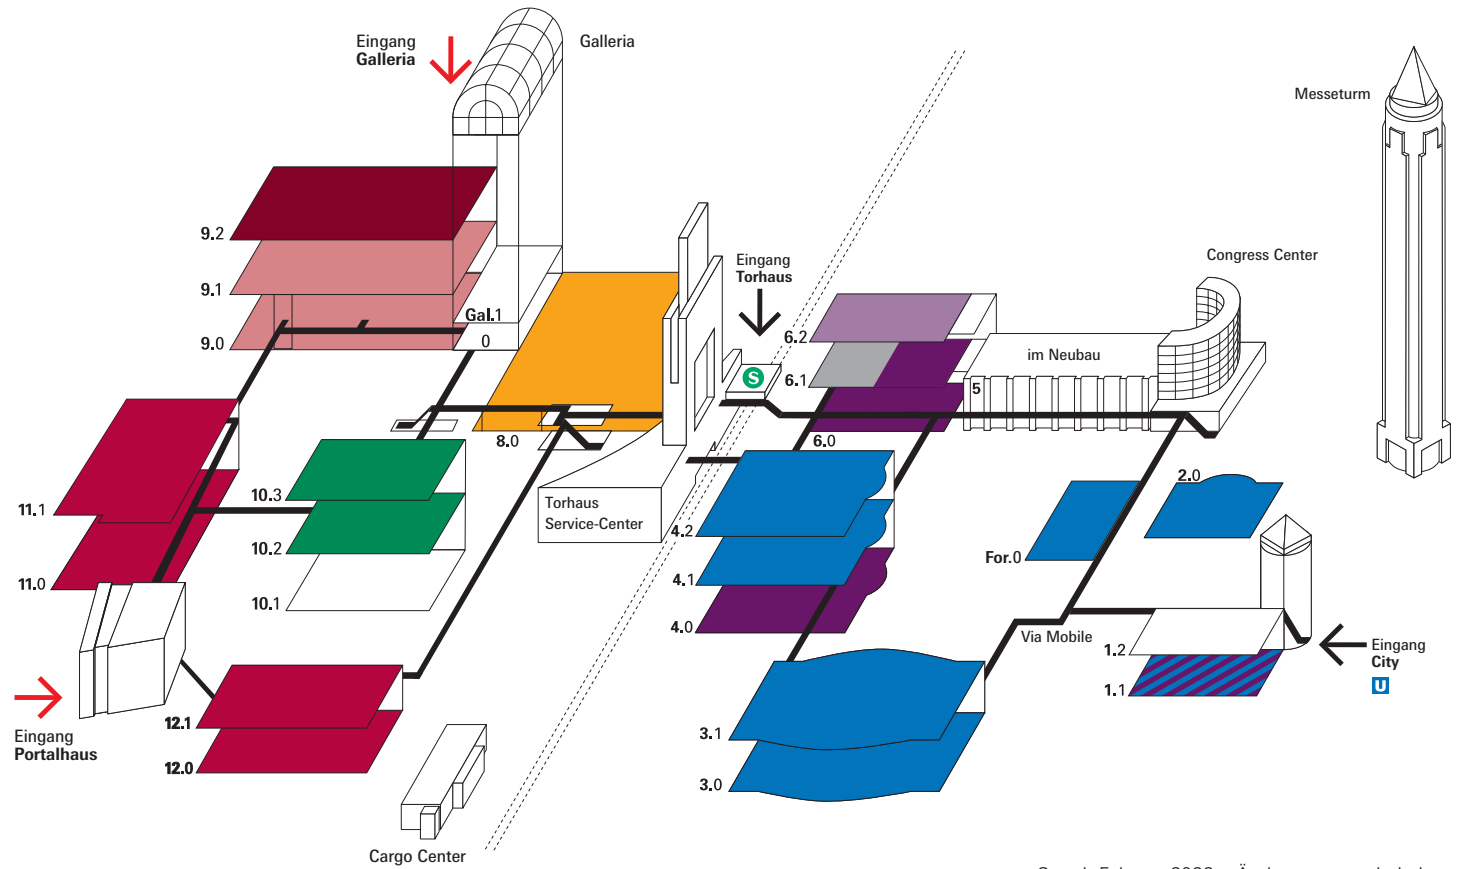 Eingang
Galleria
Galleria
Messeturm
9.2
9.1
9.0
Gal.1
0
Eingang
Torhaus
S
Congress Center
6.2
6.1
6.0
5
im Neubau
8.0
11.1
11.0
10.3
10.2
10.1
Torhaus
Service-Center
4.2
4.1
4.0
2.0
For.0
Via Mobile
1.2
1.1
Eingang
City
U
Eingang
Portalhaus
12.1
12.0
3.1
3.0
Cargo Center